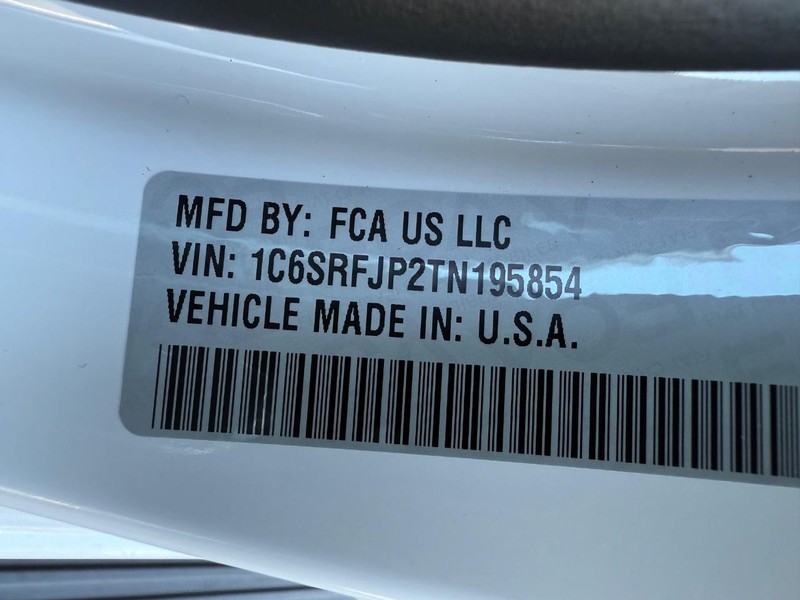 MFD BY: FCA US LLC
VIN: 1C6SRFJP2TN195854
VEHICLE MADE IN: U.S.A.